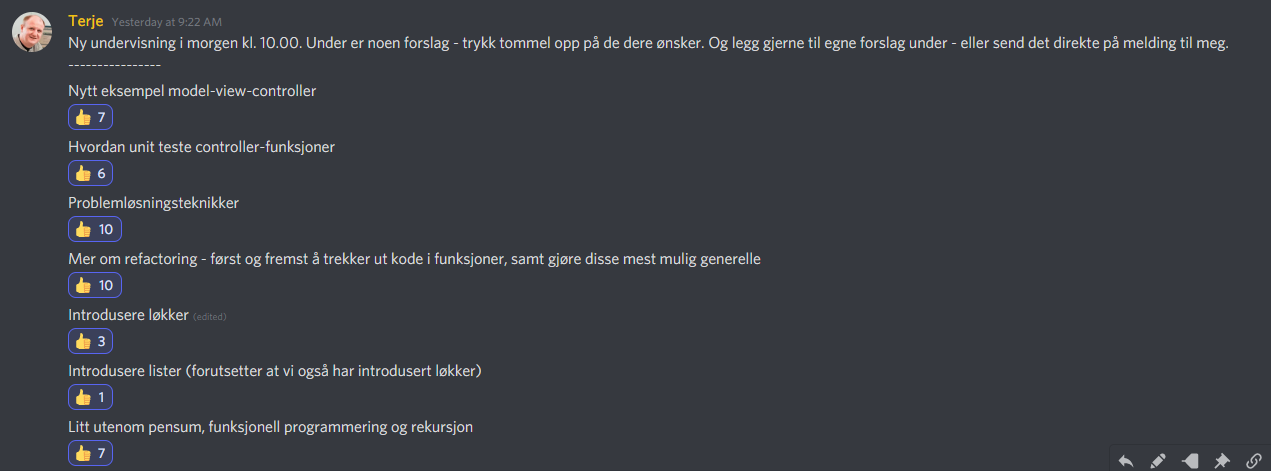 Terje Yesterday at 9:22 AM
Ny undervisning i morgen kl. 10.00. Under er noen forslag - trykk tommel opp på de dere ønsker. Og legg gjerne til egne forslag under - eller send det direkte på melding til meg.
----------------
Nytt eksempel model-view-controller
7
Hvordan unit teste controller-funksjoner
6
Problemløsningsteknikker
10
Mer om refactoring - først og fremst å trekker ut kode i funksjoner, samt gjøre disse mest mulig generelle
10
Introdusere løkker (edited)
3
Introdusere lister (forutsetter at vi også har introdusert løkker)
1
Litt utenom pensum, funksjonell programmering og rekursjon
7